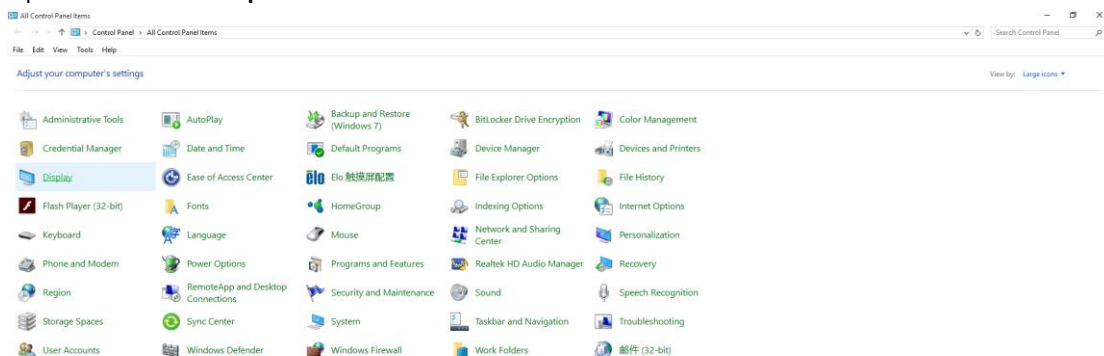 All Control Panel Items
Control Panel > All Control Panel Items
Search Control Panel
File Edit View Tools Help
Adjust your computer's settings
View by: Large icons
Administrative Tools
AutoPlay
Backup and Restore
(Windows 7)
BitLocker Drive Encryption
Color Management
Credential Manager
Date and Time
Default Programs
Device Manager
Devices and Printers
Display
Ease of Access Center
elo
Elo 触摸屏配置
File Explorer Options
File History
Flash Player (32-bit)
Fonts
HomeGroup
Indexing Options
Internet Options
Keyboard
Language
Mouse
Network and Sharing
Center
Personalization
Phone and Modem
Power Options
Programs and Features
Realtek HD Audio Manager
Recovery
Region
RemoteApp and Desktop
Connections
Security and Maintenance
Sound
Speech Recognition
Storage Spaces
Sync Center
System
Taskbar and Navigation
Troubleshooting
User Accounts
Windows Defender
Windows Firewall
Work Folders
邮件 (32-bit)